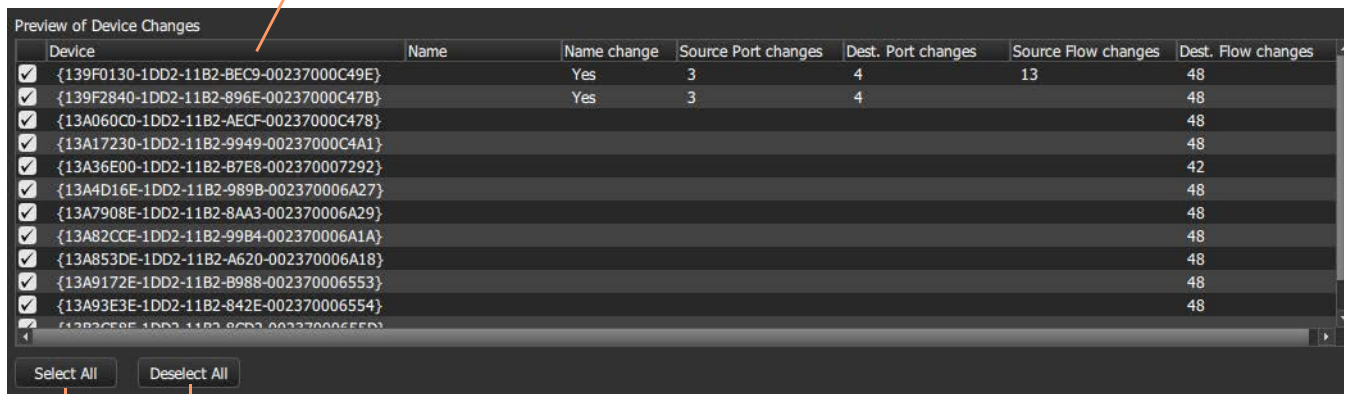 Preview of Device Changes
Device Name Name change Source Port changes Dest. Port changes Source Flow changes Dest. Flow changes
{139F0130-1DD2-11B2-BEC9-00237000C49E} Yes 3 4 13 48
{139F2840-1DD2-11B2-896E-00237000C47B} Yes 3 4 48
{13A060C0-1DD2-11B2-AECF-00237000C478} 48
{13A17230-1DD2-11B2-9949-00237000C4A1} 48
{13A36E00-1DD2-11B2-B7E8-002370007292} 42
{13A4D16E-1DD2-11B2-989B-002370006A27} 48
{13A7908E-1DD2-11B2-8AA3-002370006A29} 48
{13A82CCE-1DD2-11B2-99B4-002370006A1A} 48
{13A853DE-1DD2-11B2-A620-002370006A18} 48
{13A9172E-1DD2-11B2-B988-002370006553} 48
{13A93E3E-1DD2-11B2-842E-002370006554} 48
Select All Deselect All